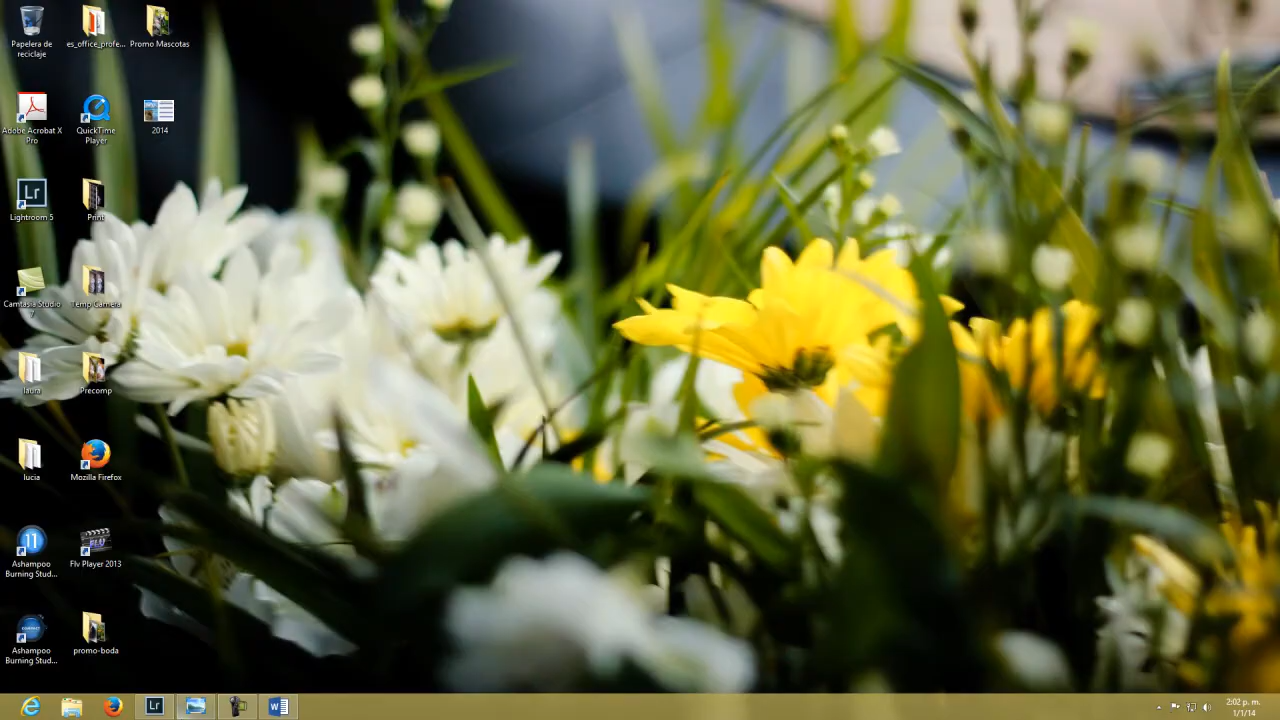 Papelera de
reciclaje
es_office_profe...
Promo Mascotas
Adobe Acrobat X
Pro
QuickTime
Player
2014
Lightroom 5
Print
Camtasia Studio
7
Temp Camela
laura
Precomp
lucia
Mozilla Firefox
Ashampoo
Burning Stud...
Flv Player 2013
Ashampoo
Burning Stud...
promo-boda
2:02 p. m.
1/1/14